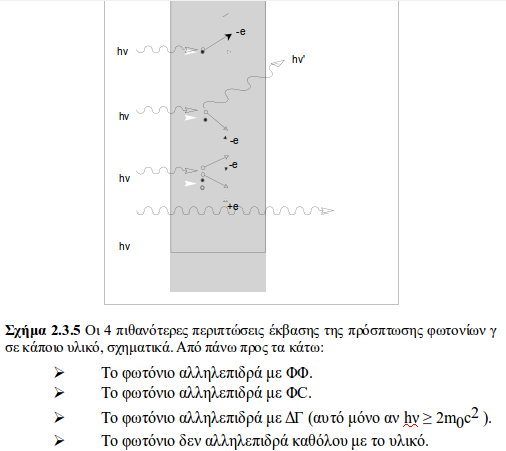 -e
hν
hν'
hν
-e
-e
hν
+e
hν
Σχήμα 2.3.5 Οι 4 πιθανότερες περιπτώσεις έκβασης της πρόσπτωσης φωτονίων γ
σε κάποιο υλικό, σχηματικά. Από πάνω προς τα κάτω:
➤ Το φωτόνιο αλληλεπιδρά με ΦΦ.
➤ Το φωτόνιο αλληλεπιδρά με ΦC.
➤ Το φωτόνιο αλληλεπιδρά με ΔΓ (αυτό μόνο αν hν ≥ 2m₀c² ).
➤ Το φωτόνιο δεν αλληλεπιδρά καθόλου με το υλικό.